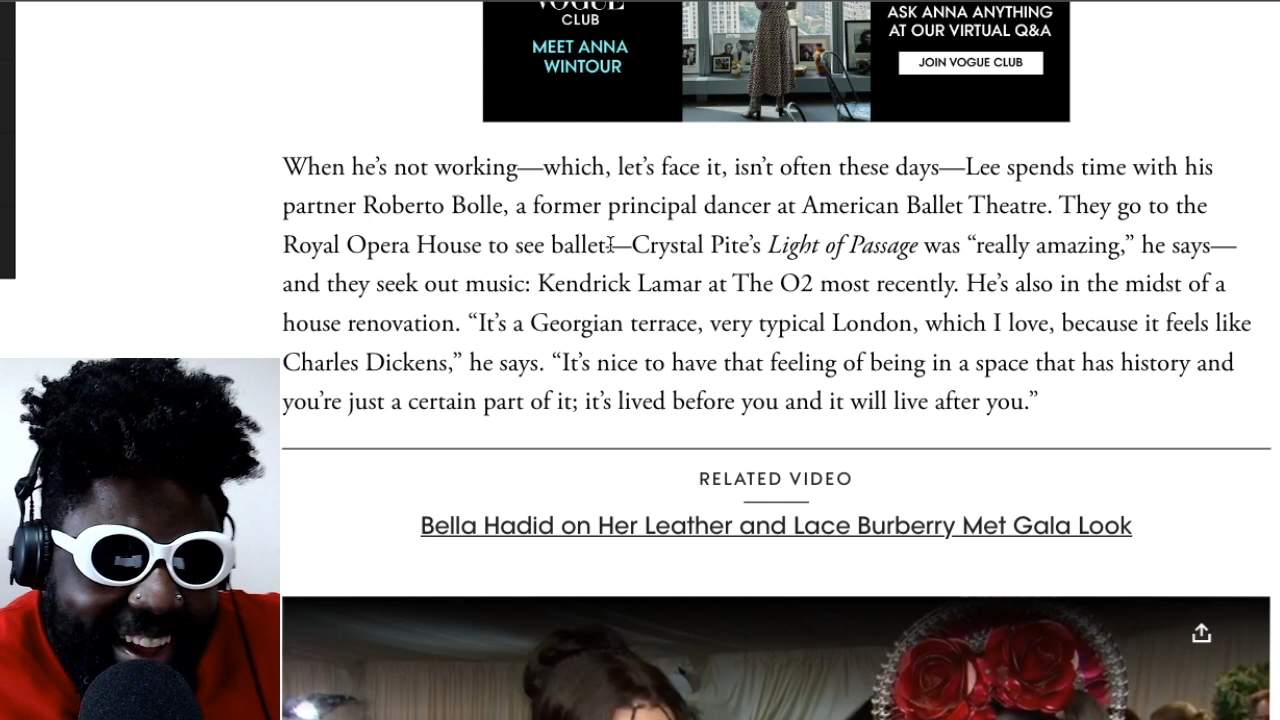 VOGUE
CLUB
MEET ANNA
WINTOUR
ASK ANNA ANYTHING
AT OUR VIRTUAL Q&A
JOIN VOGUE CLUB
When he’s not working—which, let’s face it, isn’t often these days—Lee spends time with his
partner Roberto Bolle, a former principal dancer at American Ballet Theatre. They go to the
Royal Opera House to see ballet—Crystal Pite’s Light of Passage was “really amazing,” he says—
and they seek out music: Kendrick Lamar at The O2 most recently. He’s also in the midst of a
house renovation. “It’s a Georgian terrace, very typical London, which I love, because it feels like
Charles Dickens,” he says. “It’s nice to have that feeling of being in a space that has history and
you’re just a certain part of it; it’s lived before you and it will live after you.”
RELATED VIDEO
Bella Hadid on Her Leather and Lace Burberry Met Gala Look